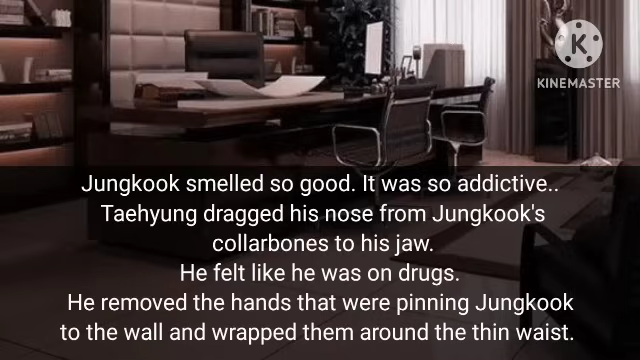 K
KINEMASTER
Jungkook smelled so good. It was so addictive..
Taehyung dragged his nose from Jungkook's
collarbones to his jaw.
He felt like he was on drugs.
He removed the hands that were pinning Jungkook
to the wall and wrapped them around the thin waist.